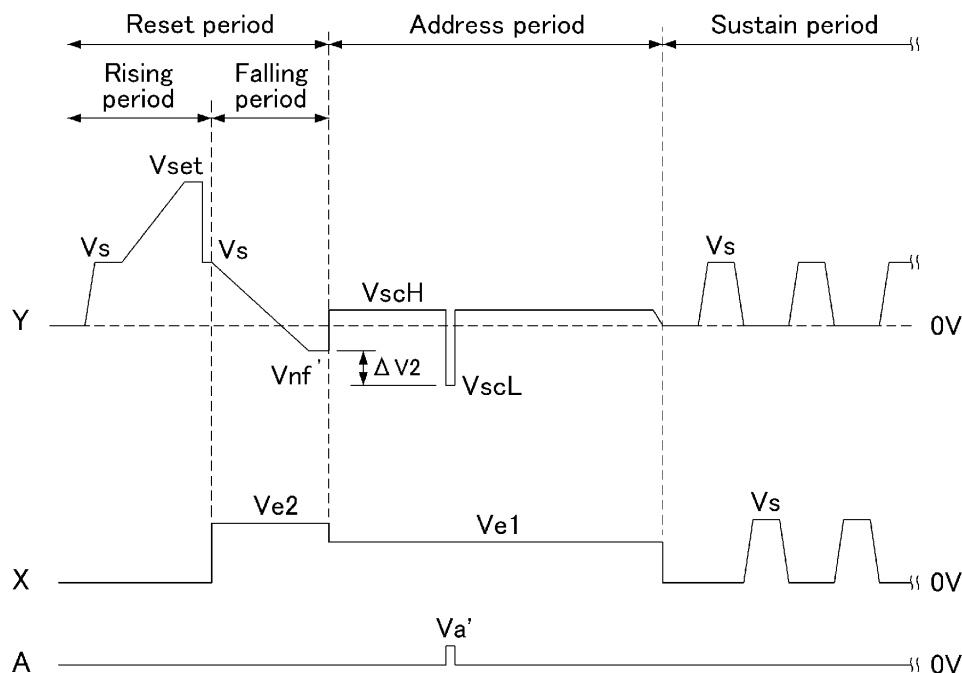 Reset period Address period Sustain period
Rising period
Falling period
Vset
Vs
Vs
VscH
Vs
Y
0V
Vnf'
ΔV2
VscL
Ve2
Ve1
Vs
X
0V
Va'
A
0V